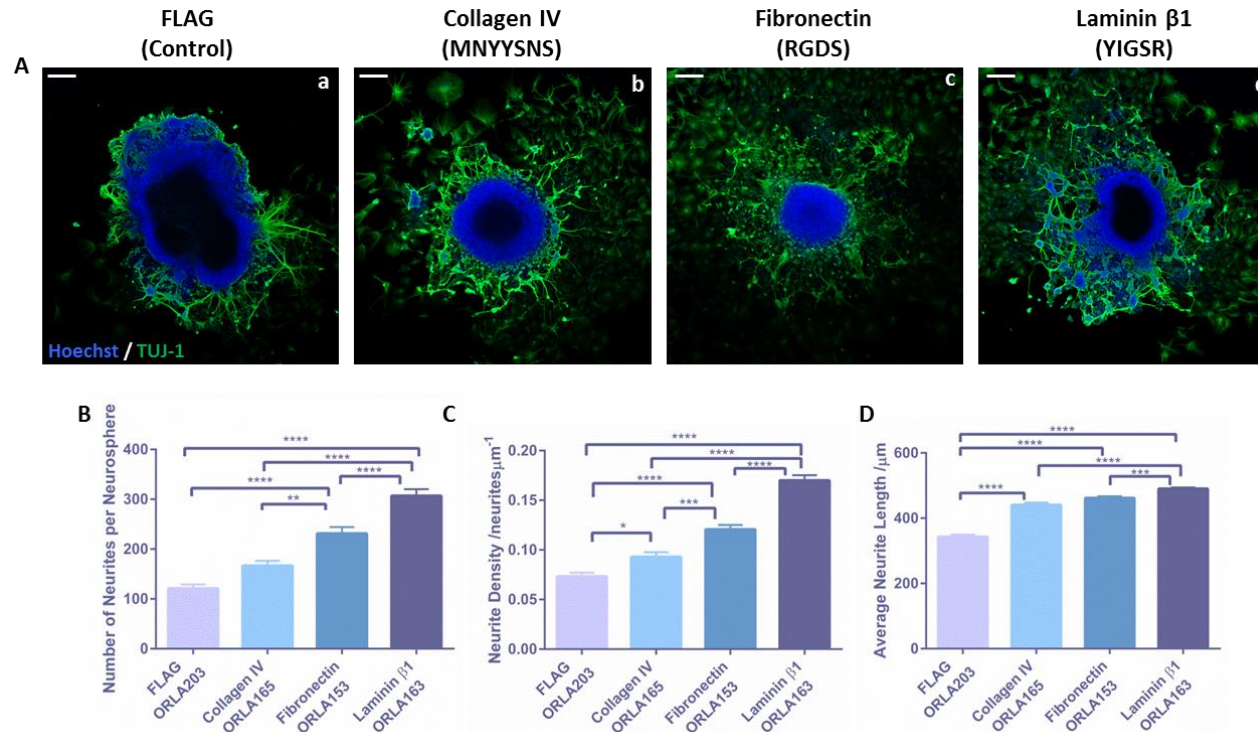 FLAG
(Control)
Collagen IV
(MNYYSNS)
Fibronectin
(RGDS)
Laminin β1
(YIGSR)
A
a
b
c
Hoechst / TUJ-1
B
Number of Neurites per Neurosphere
400
300
200
100
0
****
****
****
****
**
FLAG
ORLA203
Collagen IV
ORLA165
Fibronectin
ORLA153
Laminin β1
ORLA163
C
Neurite Density /neuritesμm⁻¹
0.20
0.15
0.10
0.05
0.00
****
****
****
****
***
*
FLAG
ORLA203
Collagen IV
ORLA165
Fibronectin
ORLA153
Laminin β1
ORLA163
D
Average Neurite Length /μm
600
400
200
0
****
****
****
***
****
FLAG
ORLA203
Collagen IV
ORLA165
Fibronectin
ORLA153
Laminin β1
ORLA163